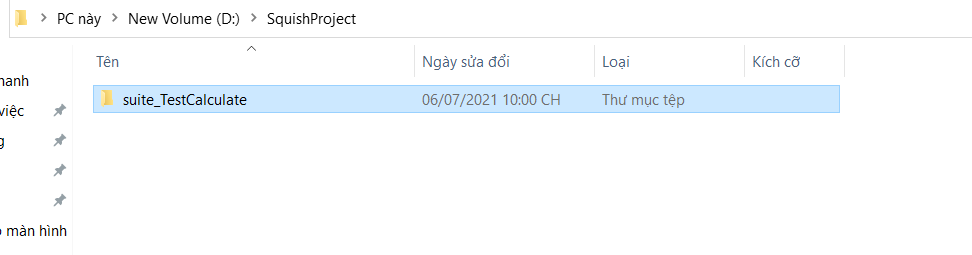 PC này > New Volume (D:) > SquishProject
Tên Ngày sửa đổi Loại Kích cỡ
suite_TestCalculate 06/07/2021 10:00 CH Thư mục tệp
việc
màn hình